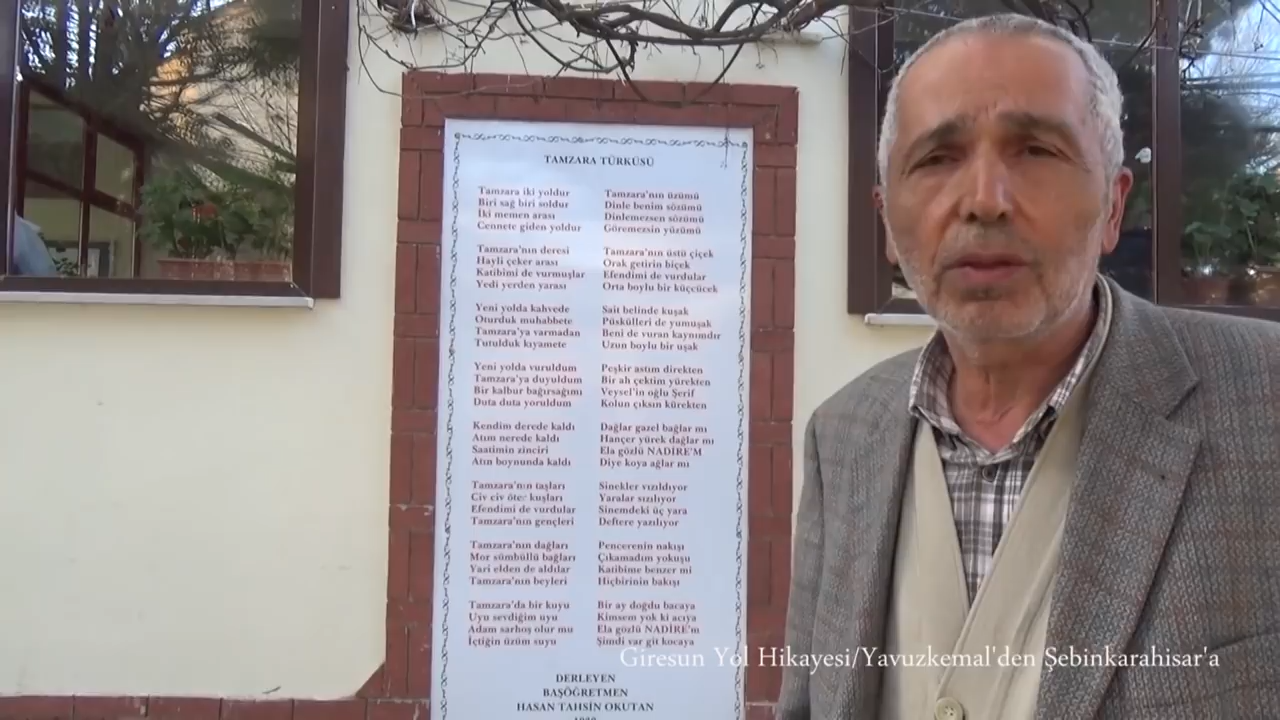 TAMZARA TÜRKÜSÜ
Tamzara iki yoldur
Biri sağ biri soldur
İki memen arası
Cennete giden yoldur
Tamzara'nın deresi
Hayli çeker arası
Katibimi de vurmuşlar
Yedi yerden yarası
Yeni yolda kahvede
Oturduk muhabbete
Tamzara'ya varmadan
Tutulduk kıyamete
Yeni yolda vuruldum
Tamzara'ya duyuldum
Bir kalbur bağırsağımı
Duta duta yoruldum
Kendim derede kaldı
Atım nerede kaldı
Saatimin zinciri
Atın boynunda kaldı
Tamzara'nın taşları
Civ civ öter kuşları
Efendimi de vurdular
Tamzara'nın gençleri
Tamzara'nın dağları
Mor sümbüllü bağları
Yari elden de aldılar
Tamzara'nın beyleri
Tamzara'da bir kuyu
Uyu sevdiğim uyu
Adam sarhoş olur mu
İçtiğin üzüm suyu
Tamzara'nın üzümü
Dinle benim sözümü
Dinlemezsen sözümü
Göremezsin yüzümü
Tamzara'nın üstü çiçek
Orak getirin biçek
Efendimi de vurdular
Orta boylu bir küçcücek
Sait belinde kuşak
Püskülleri de yumuşak
Beni de vuran kaynımdır
Uzun boylu bir uşak
Peşkir astım direkten
Bir ah çektim yürekten
Veysel'in oğlu Şerif
Kolun çıksın kürekten
Dağlar gazel bağlar mı
Hançer yürek dağlar mı
Ela gözlü NADİRE'M
Diye koya ağlar mı
Sinekler vızıldıyor
Yaralar sızılıyor
Sinemdeki üç yara
Deftere yazılıyor
Pencerenin nakışı
Çıkamadım yokuşu
Katibime benzer mi
Hiçbirinin bakışı
Bir ay doğdu bacaya
Kimsem yok ki acıya
Ela gözlü NADİRE'm
Şimdi var git kocaya
DERLEYEN
BAŞÖĞRETMEN
HASAN TAHSİN OKUTAN
Giresun Yol Hikayesi/Yavuzkemal'den Şebinkarahisar'a